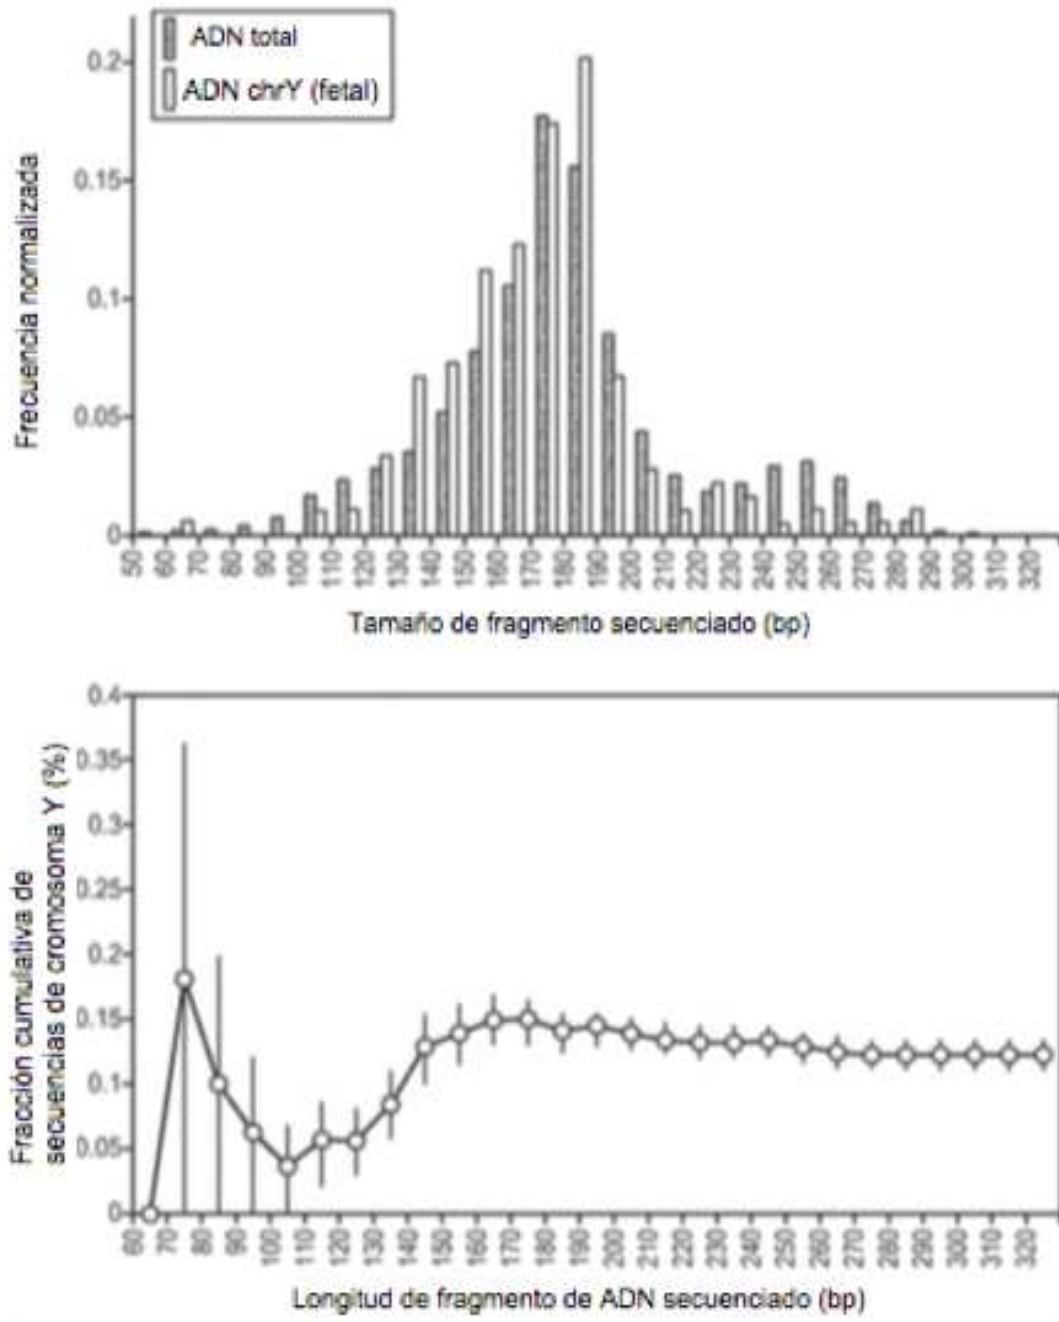 ADN total
ADN chrY (fetal)
Frecuencia normalizada
0.2
0.15
0.1
0.05
0
50 60 70 80 90 100 110 120 130 140 150 160 170 180 190 200 210 220 230 240 250 260 270 280 290 300 310 320
Tamaño de fragmento secuenciado (bp)
Fracción cumulativa de
secuencias de cromosoma Y (%)
0.4
0.35
0.3
0.25
0.2
0.15
0.1
0.05
0
60 70 80 90 100 110 120 130 140 150 160 170 180 190 200 210 220 230 240 250 260 270 280 290 300 310 320
Longitud de fragmento de ADN secuenciado (bp)